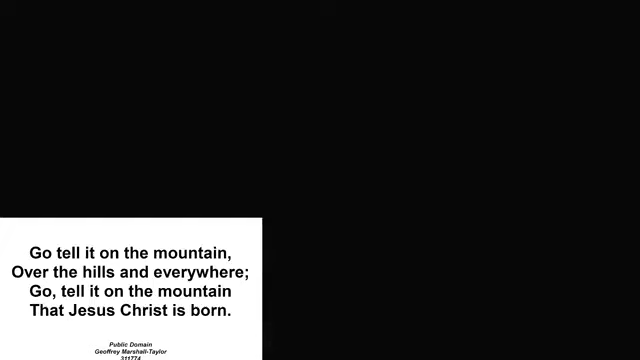 Go tell it on the mountain,
Over the hills and everywhere;
Go, tell it on the mountain
That Jesus Christ is born.
Public Domain
Geoffrey Marshall-Taylor
311774